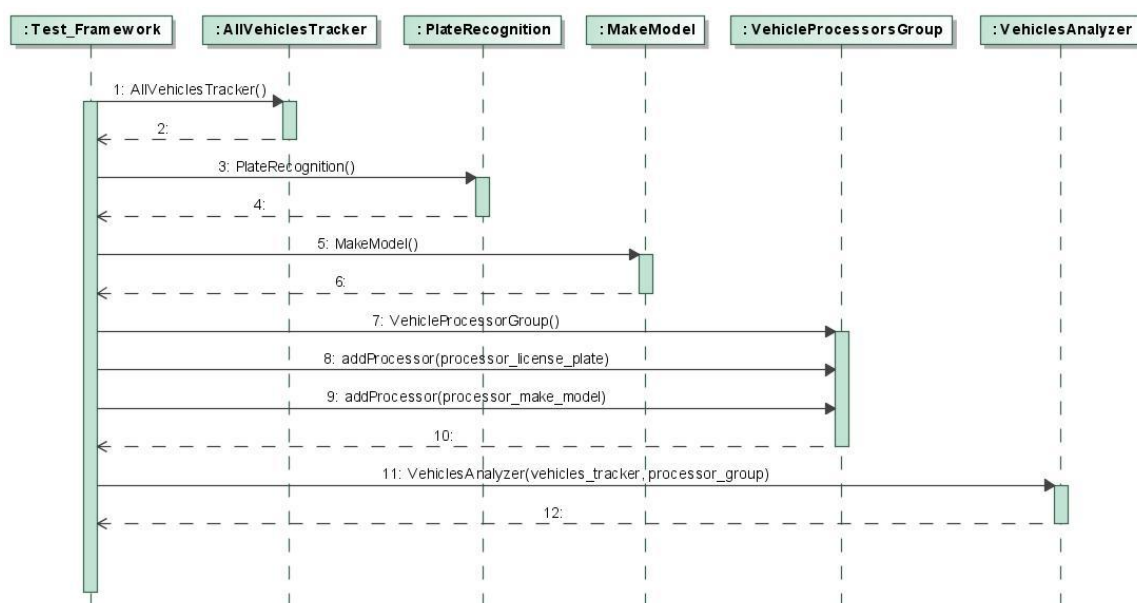 : Test_Framework
: AllVehiclesTracker
: PlateRecognition
: MakeModel
: VehicleProcessorsGroup
: VehiclesAnalyzer
1: AllVehiclesTracker()
2:
3: PlateRecognition()
4:
5: MakeModel()
6:
7: VehicleProcessorGroup()
8: addProcessor(processor_license_plate)
9: addProcessor(processor_make_model)
10:
11: VehiclesAnalyzer(vehicles_tracker, processor_group)
12: